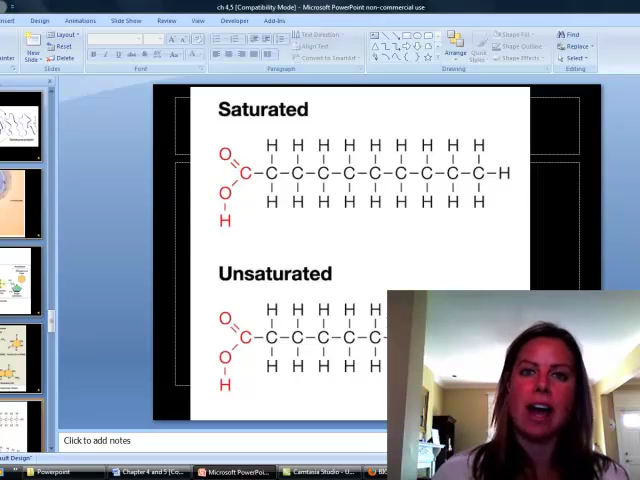 ch 4,5 [Compatibility Mode] - Microsoft PowerPoint non-commercial use
Insert Design Animations Slide Show Review View Developer Add-Ins
New Slide
Layout
Reset
Delete
Text Direction
Align Text
Convert to SmartArt
Arrange
Quick Styles
Shape Fill
Shape Outline
Shape Effects
Find
Replace
Select
Slides Font Paragraph Drawing Editing
Saturated
H H H H H H H H H
O
C C C C C C C C C C H
O
H H H H H H H H H
H
Unsaturated
H H H H H
O
C C C C C C
O
H H H H H
H
Click to add notes
Default Design
Powerpoint
Chapter 4 and 5 [Co...
Microsoft PowerPoi...
Camtasia Studio - U...